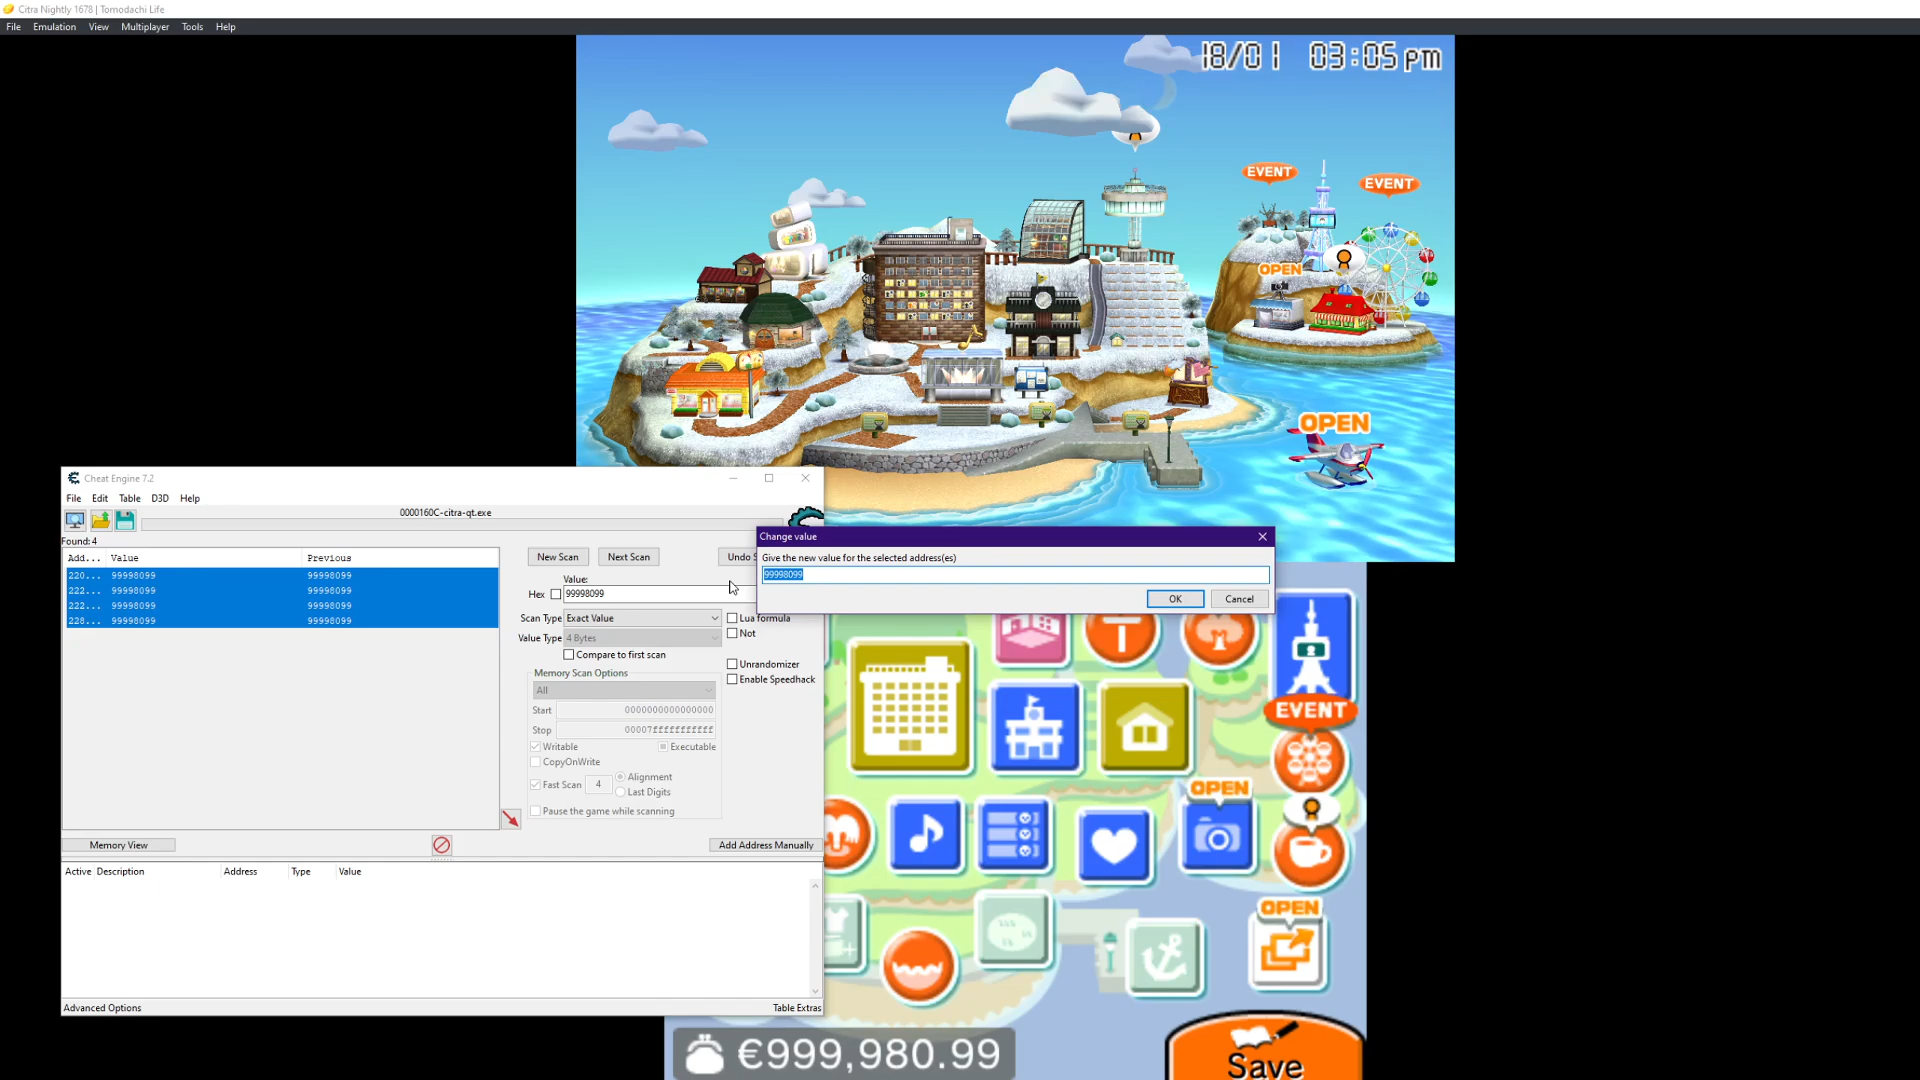 Citra Nightly 1678 | Tomodachi Life
File Emulation View Multiplayer Tools Help
18/01 03:05 pm
EVENT
EVENT
OPEN
OPEN
Cheat Engine 7.2
File Edit Table D3D Help
0000160C-citra-qt.exe
Found: 4
Add... Value Previous
220... 99998099 99998099
222... 99998099 99998099
222... 99998099 99998099
228... 99998099 99998099
New Scan Next Scan Undo S
Value:
Hex 99998099
Scan Type Exact Value
Lua formula
Value Type 4 Bytes
Not
Compare to first scan
Memory Scan Options
Unrandomizer
All
Enable Speedhack
Start 0000000000000000
Stop 00007fffffffffff
Writable Executable
CopyOnWrite
Fast Scan 4 Alignment
Last Digits
Pause the game while scanning
Memory View
Add Address Manually
Active Description Address Type Value
Advanced Options
Table Extras
Change value
Give the new value for the selected address(es)
99998099
OK Cancel
EVENT
OPEN
OPEN
€999,980.99
Save